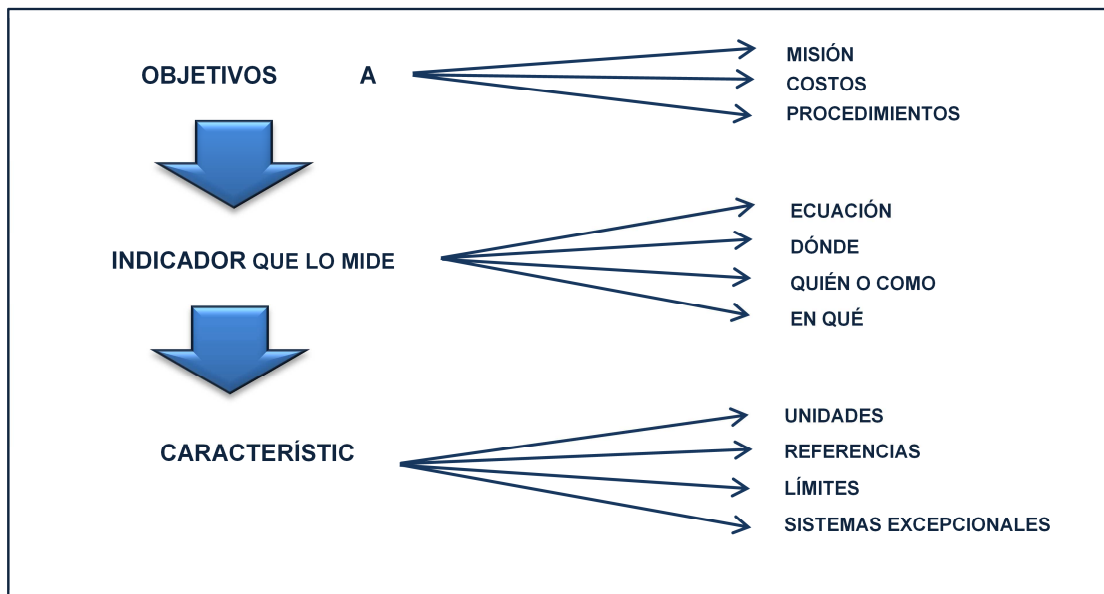 OBJETIVOS A
MISIÓN
COSTOS
PROCEDIMIENTOS
INDICADOR QUE LO MIDE
ECUACIÓN
DÓNDE
QUIÉN O COMO
EN QUÉ
CARACTERÍSTIC
UNIDADES
REFERENCIAS
LÍMITES
SISTEMAS EXCEPCIONALES